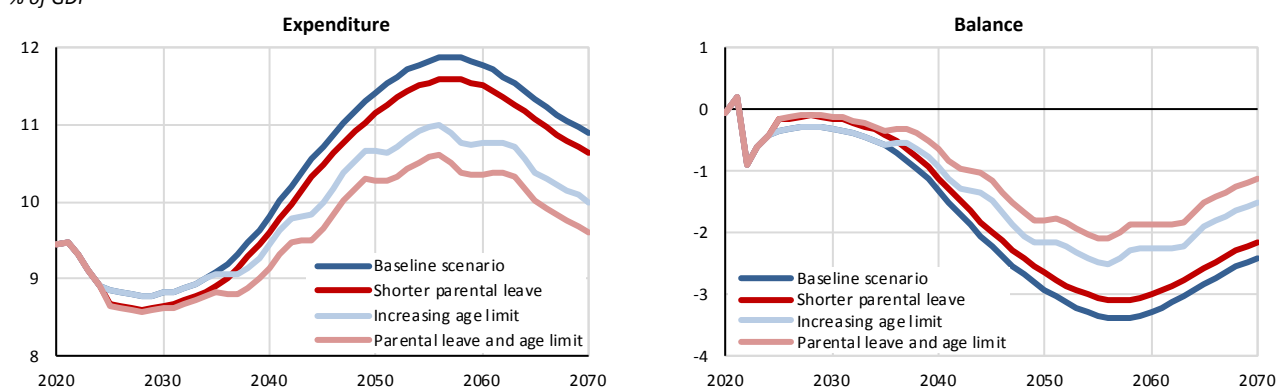 % of GDP
Expenditure
12
11
10
9
8
Baseline scenario
Shorter parental leave
Increasing age limit
Parental leave and age limit
2020 2030 2040 2050 2060 2070
Balance
1
0
-1
-2
-3
-4
Baseline scenario
Shorter parental leave
Increasing age limit
Parental leave and age limit
2020 2030 2040 2050 2060 2070